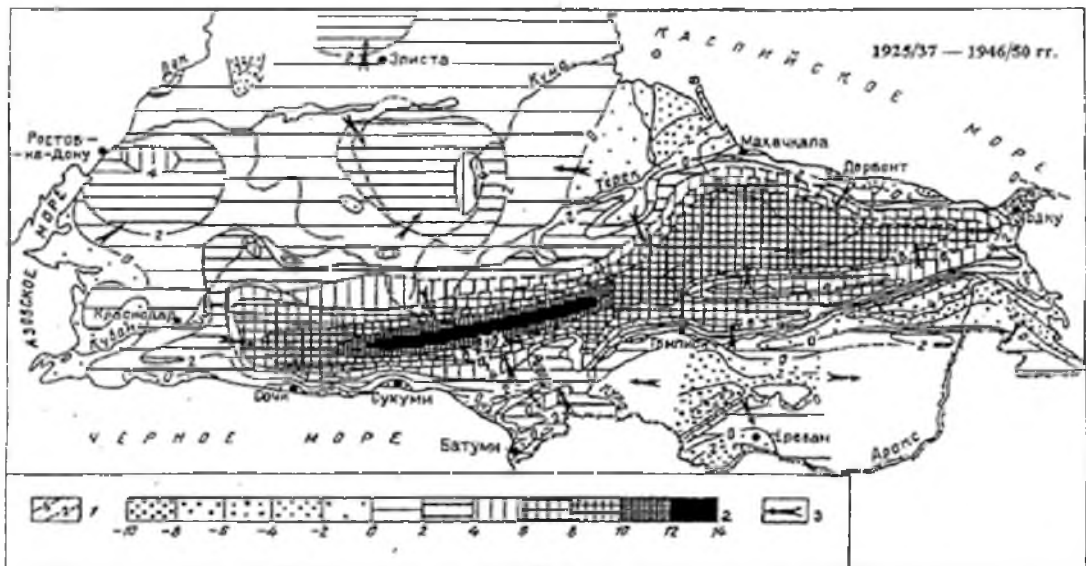 КАСПИЙСКОЕ
МОРЕ
1925/37 — 1946/50 гг.
Дон
Элиста
Кума
Ростов-
-на-Дону
Махачкала
Дербент
Терек
Баку
АЗОВСКОЕ
МОРЕ
Краснодар
Кубань
Тбилиси
Сочи
Сухуми
Батуми
Ереван
Аракс
ЧЕРНОЕ МОРЕ
1
2
3
-10 -8 -6 -4 -2 0 2 4 6 8 10 12 14